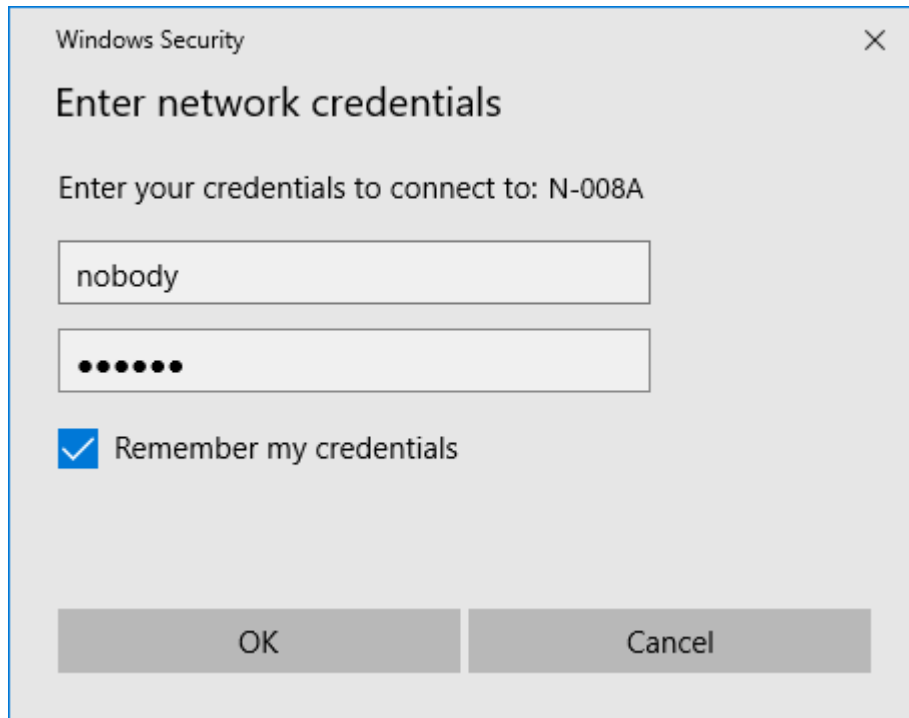 Windows Security
Enter network credentials
Enter your credentials to connect to: N-008A
nobody
●●●●●●
Remember my credentials
OK
Cancel